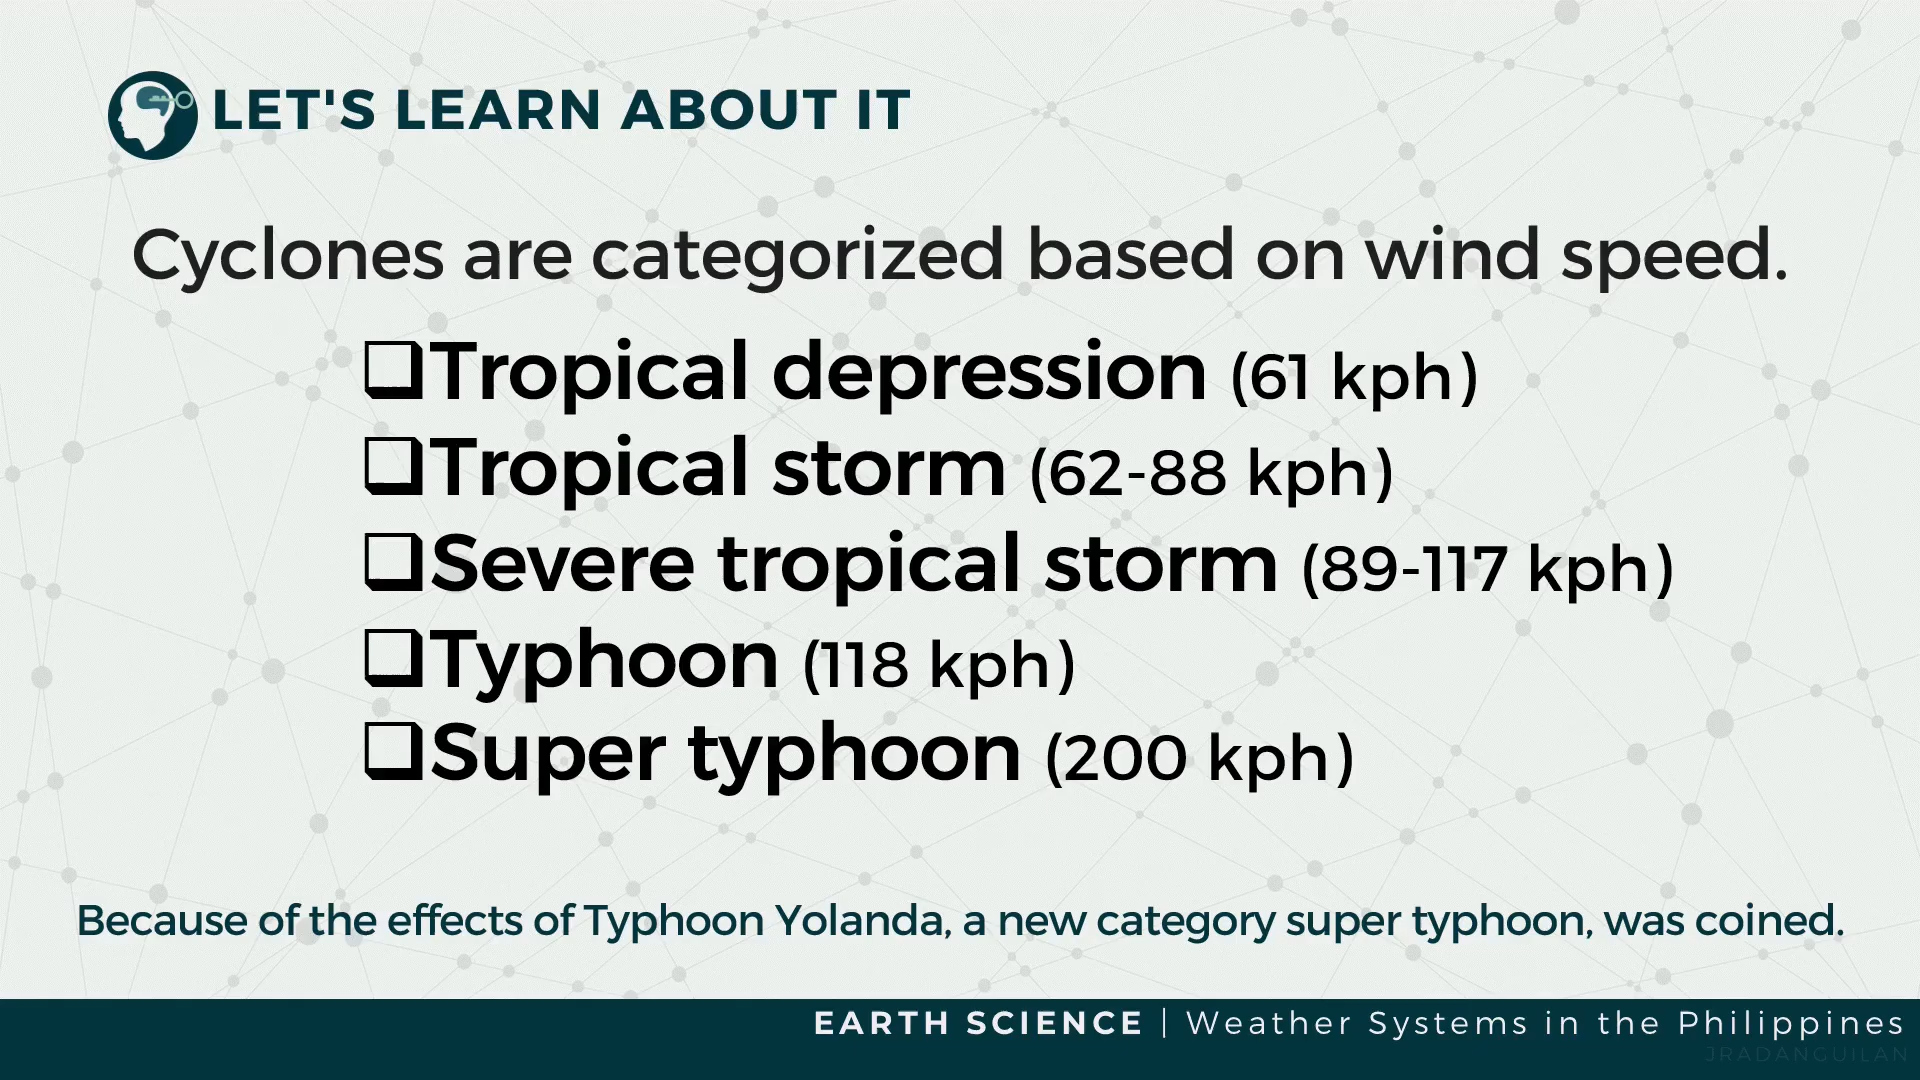 LET'S LEARN ABOUT IT
Cyclones are categorized based on wind speed.
❑Tropical depression (61 kph)
❑Tropical storm (62-88 kph)
❑Severe tropical storm (89-117 kph)
❑Typhoon (118 kph)
❑Super typhoon (200 kph)
Because of the effects of Typhoon Yolanda, a new category super typhoon, was coined.
EARTH SCIENCE | Weather Systems in the Philippines
JRADANGUILAN